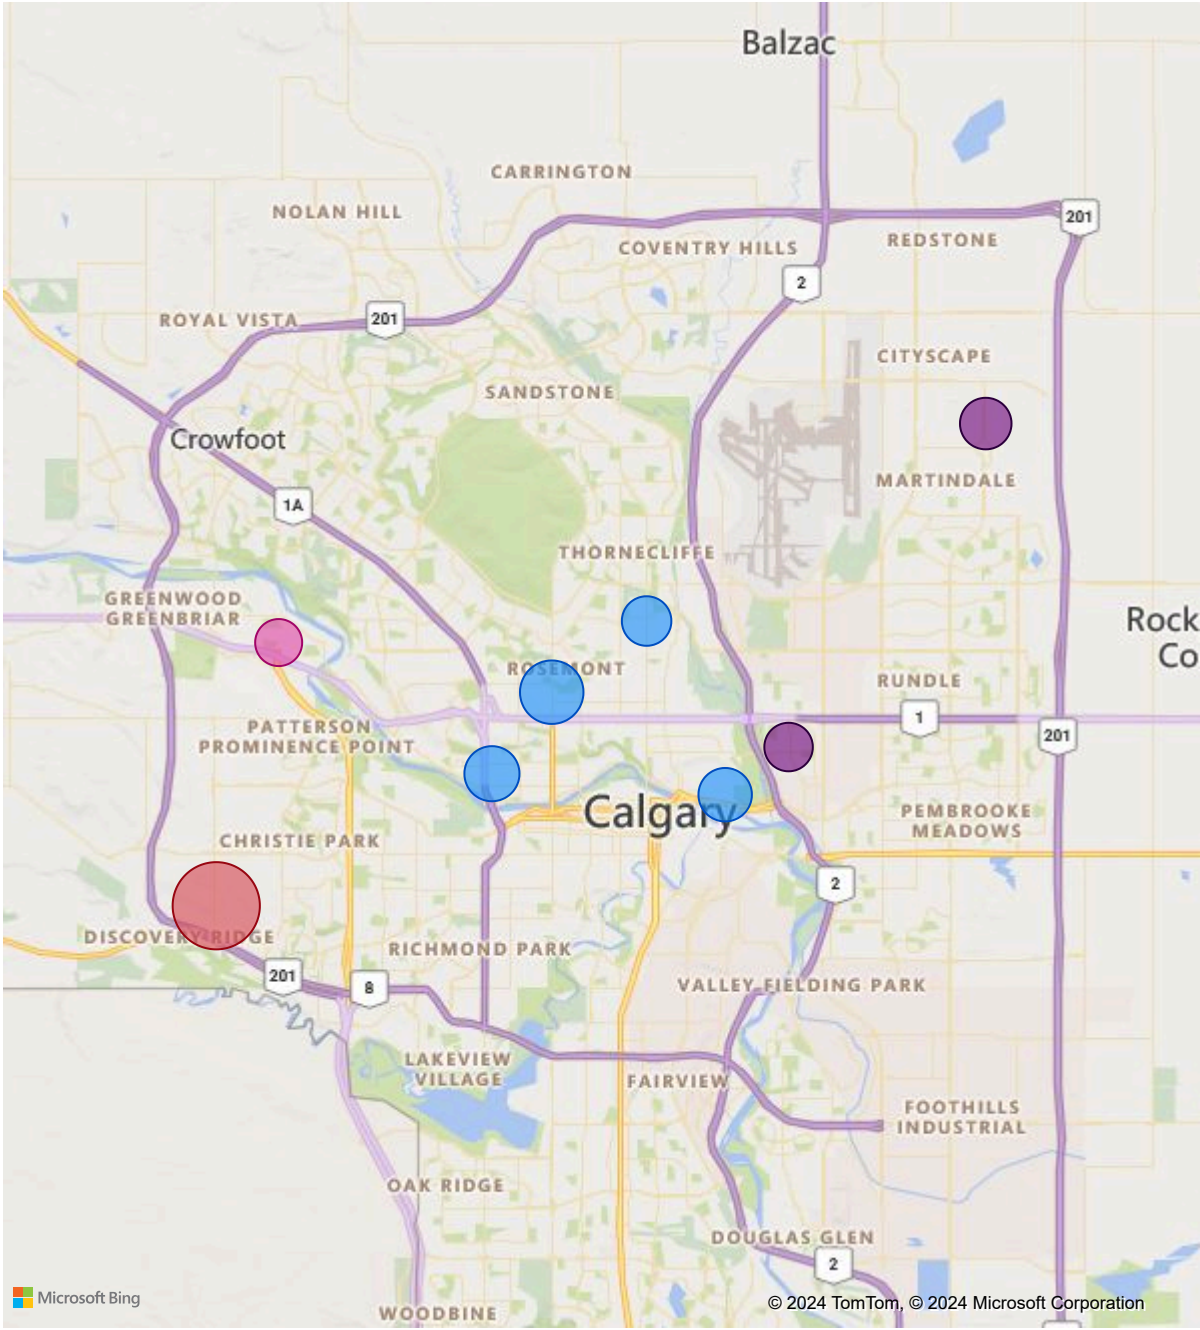 Balzac
CARRINGTON
NOLAN HILL
201
COVENTRY HILLS
REDSTONE
2
ROYAL VISTA
201
CITYSCAPE
SANDSTONE
Crowfoot
MARTINDALE
1A
THORNECLIFFE
GREENWOOD
GREENBRIAR
Rock
Co
ROSEMONT
RUNDLE
1
PATTERSON
PROMINENCE POINT
201
Calgary
PEMBROOKE
MEADOWS
CHRISTIE PARK
2
DISCOVERY RIDGE
RICHMOND PARK
201
8
VALLEY FIELDING PARK
LAKEVIEW
VILLAGE
FAIRVIEW
FOOTHILLS
INDUSTRIAL
OAK RIDGE
DOUGLAS GLEN
2
Microsoft Bing
WOODBINE
© 2024 TomTom, © 2024 Microsoft Corporation